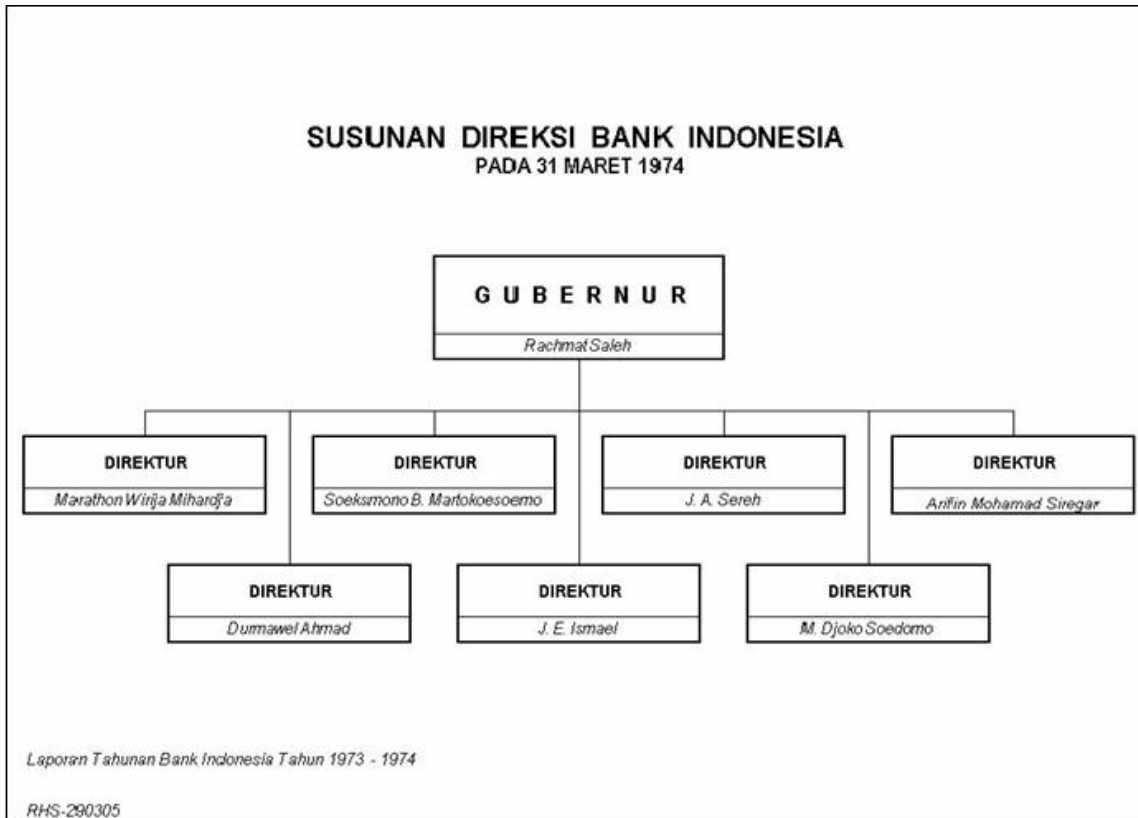 SUSUNAN DIREKSI BANK INDONESIA
PADA 31 MARET 1974
G U B E R N U R
Rachmat Saleh
DIREKTUR
Marathon Wirija Mihardja
DIREKTUR
Soeksmono B. Martokoesoemo
DIREKTUR
J. A. Sereh
DIREKTUR
Arifin Mohamad Siregar
DIREKTUR
Durmawel Ahmad
DIREKTUR
J. E. Ismael
DIREKTUR
M. Djoko Soedomo
Laporan Tahunan Bank Indonesia Tahun 1973 - 1974
RHS-290305